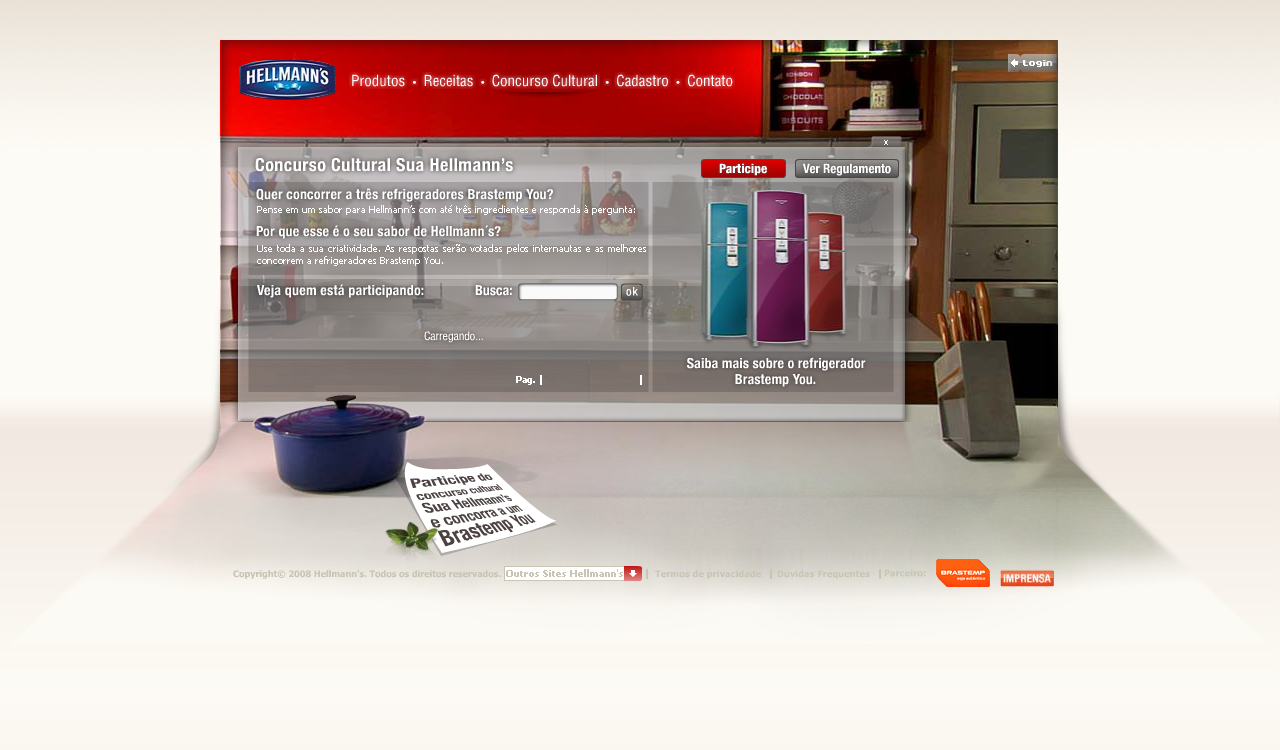 HELLMANN'S
Produtos • Receitas • Concurso Cultural • Cadastro • Contato
Login
BONBON
CHOCOLATE
BISCUITS
x
Concurso Cultural Sua Hellmann's
Participe
Ver Regulamento
Quer concorrer a três refrigeradores Brastemp You?
Pense em um sabor para Hellmann's com até três ingredientes e responda à pergunta:
Por que esse é o seu sabor de Hellmann´s?
Use toda a sua criatividade. As respostas serão votadas pelos internautas e as melhores
concorrem a refrigeradores Brastemp You.
Veja quem está participando:
Busca:
ok
Carregando...
Pag. | |
Saiba mais sobre o refrigerador
Brastemp You.
Participe do
concurso cultural
Sua Hellmann's
e concorra a um
Brastemp You
Copyright© 2008 Hellmann's. Todos os direitos reservados.
Outros Sites Hellmann's
| Termos de privacidade | Dúvidas Frequentes | Parceiro:
BRASTEMP
IMPRENSA